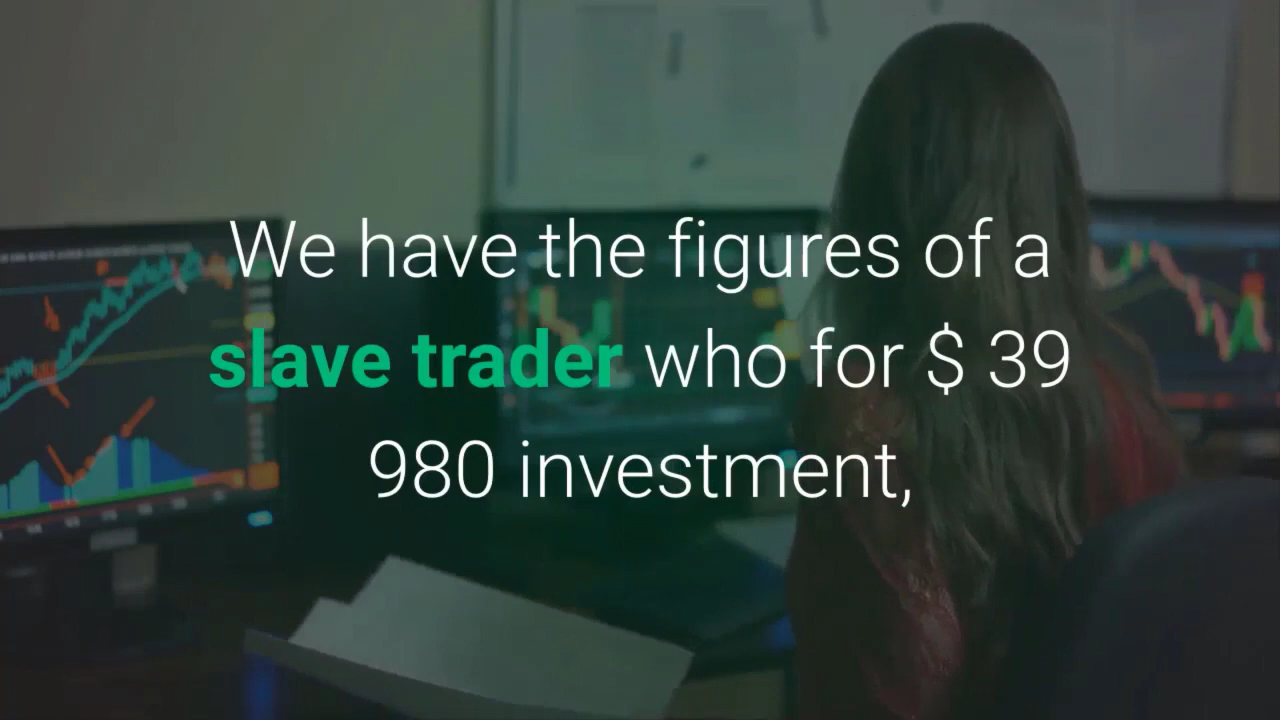 We have the figures of a
slave trader who for $ 39
980 investment,